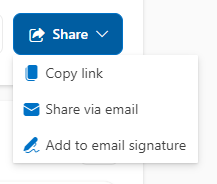 Share
Copy link
Share via email
Add to email signature